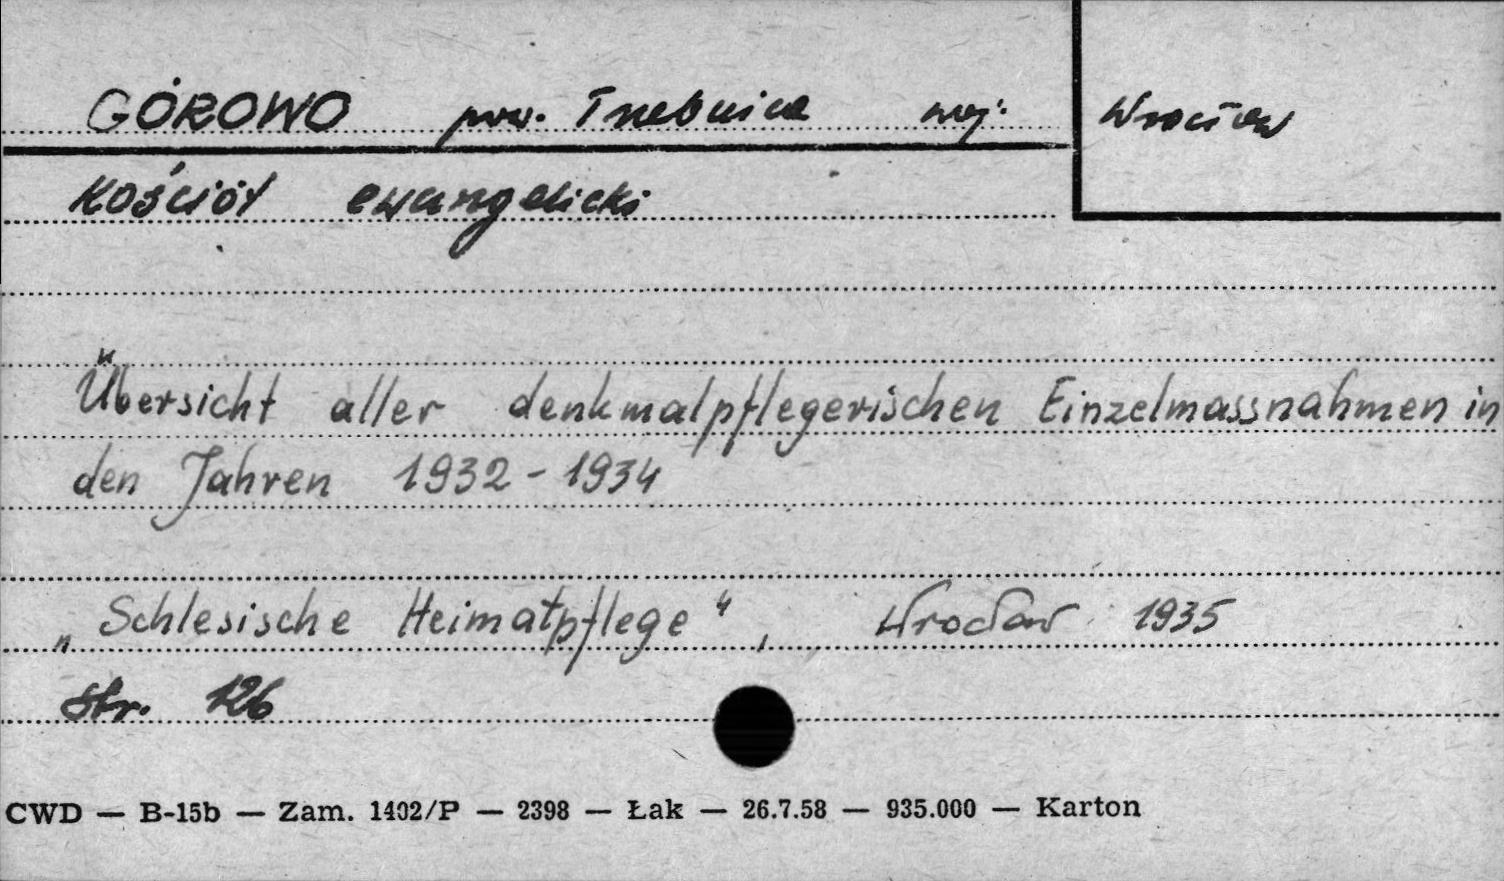 GÓROWO pow. Trzebnica woj. Wrocław
Kościół ewangelicki
Übersicht aller denkmalpflegerischen Einzelmassnahmen in
den Jahren 1932 - 1934
„Schlesische Heimatpflege", Wrocław 1935
str. 126
CWD — B-15b — Zam. 1402/P — 2398 — Łak — 26.7.58 — 935.000 — Karton